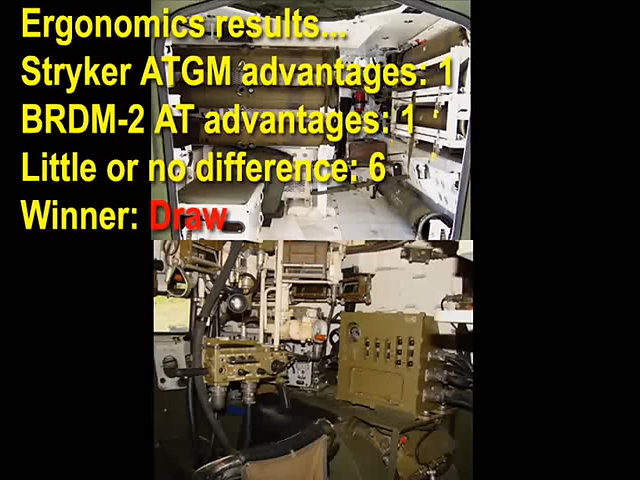 Ergonomics results...
Stryker ATGM advantages: 1
BRDM-2 AT advantages: 1
Little or no difference: 6
Winner: Draw